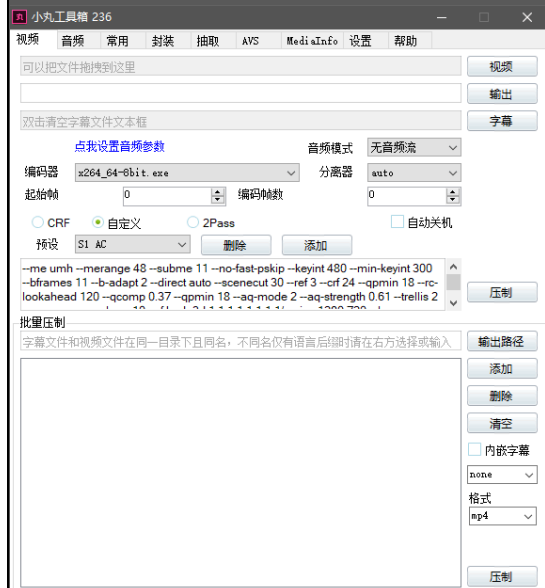 丸 小丸工具箱 236
视频 音频 常用 封装 抽取 AVS MediaInfo 设置 帮助
可以把文件拖拽到这里 视频
输出
双击清空字幕文件文本框 字幕
点我设置音频参数 音频模式 无音频流
编码器 x264_64-8bit.exe 分离器 auto
起始帧 0 编码帧数 0
CRF 自定义 2Pass 自动关机
预设 S1 AC 删除 添加
--me umh --merange 48 --subme 11 --no-fast-pskip --keyint 480 --min-keyint 300
--bframes 11 --b-adapt 2 --direct auto --scenecut 30 --ref 3 --crf 24 --qpmin 18 --rc-
lookahead 120 --qcomp 0.37 --qpmin 18 --aq-mode 2 --aq-strength 0.61 --trellis 2
压制
批量压制
字幕文件和视频文件在同一目录下且同名，不同名仅有语言后缀时请在右方选择或输入 输出路径
添加
删除
清空
内嵌字幕
none
格式
mp4
压制